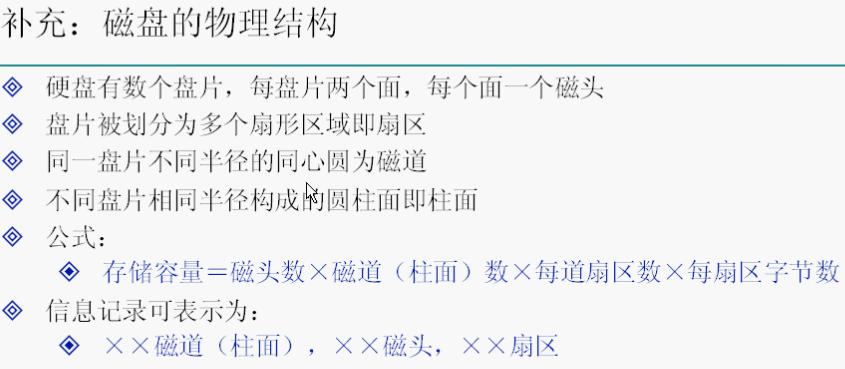 补充：磁盘的物理结构
硬盘有数个盘片，每盘片两个面，每个面一个磁头
盘片被划分为多个扇形区域即扇区
同一盘片不同半径的同心圆为磁道
不同盘片相同半径构成的圆柱面即柱面
公式：
存储容量＝磁头数×磁道（柱面）数×每道扇区数×每扇区字节数
信息记录可表示为：
××磁道（柱面），××磁头，××扇区